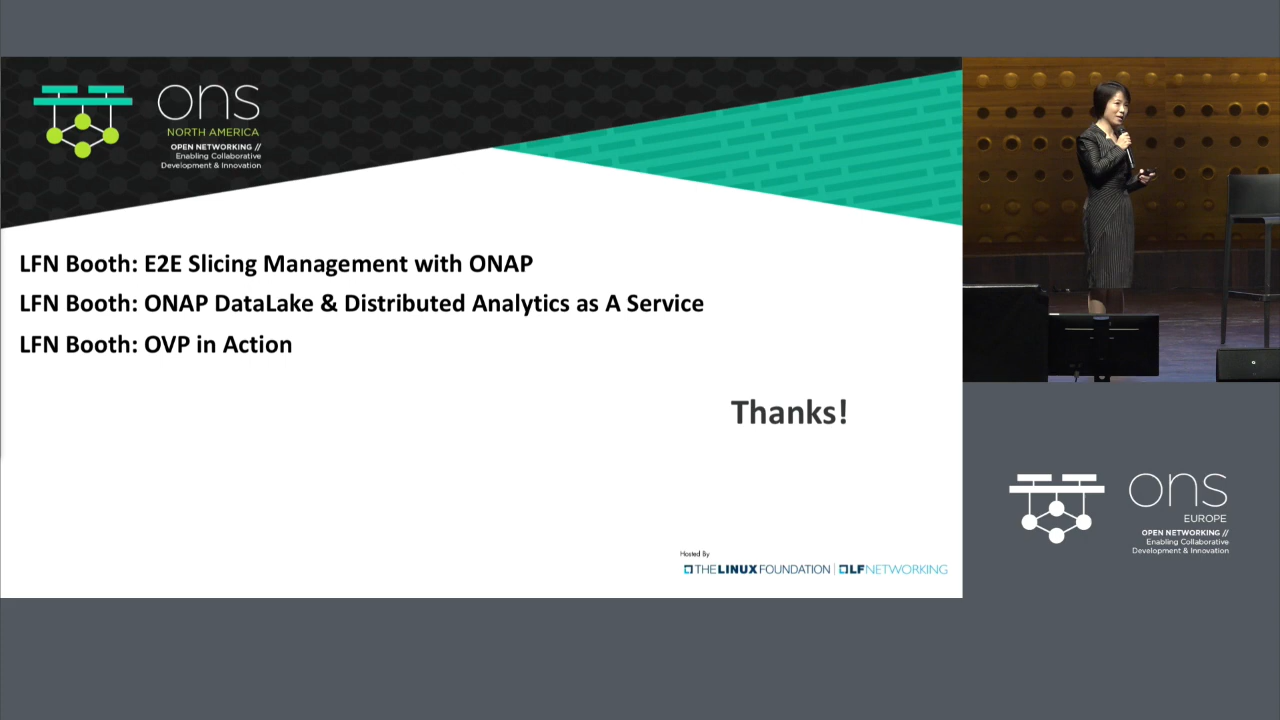 ons
NORTH AMERICA
OPEN NETWORKING //
Enabling Collaborative
Development & Innovation
LFN Booth: E2E Slicing Management with ONAP
LFN Booth: ONAP DataLake & Distributed Analytics as A Service
LFN Booth: OVP in Action
Thanks!
Hosted By
THE LINUX FOUNDATION | LF NETWORKING
ons
EUROPE
OPEN NETWORKING //
Enabling Collaborative
Development & Innovation